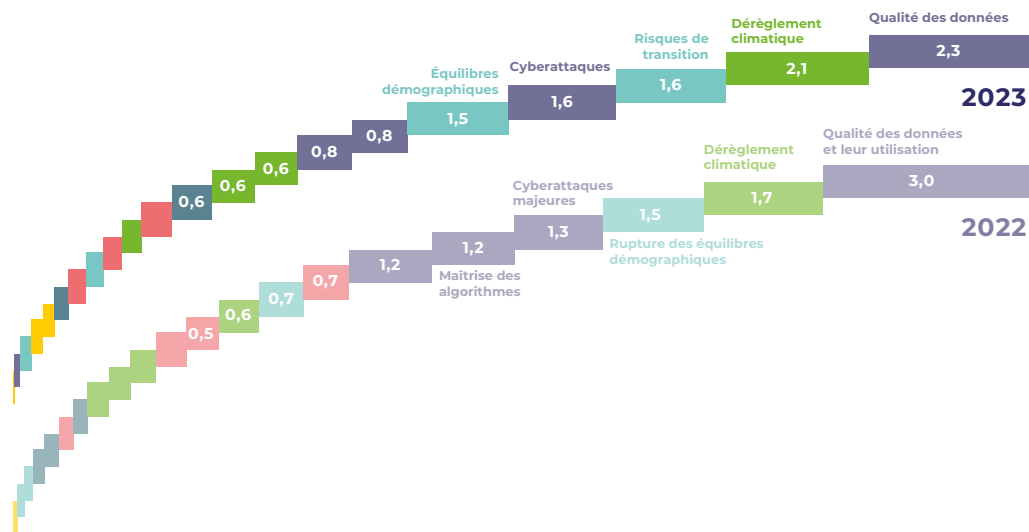 Qualité des données
2,3
2023
Dérèglement
climatique
2,1
Risques de
transition
1,6
Cyberattaques
1,6
Équilibres
démographiques
1,5
0,8
0,8
0,6
0,6
0,6
Qualité des données
et leur utilisation
3,0
2022
Dérèglement
climatique
1,7
1,5
Rupture des équilibres
démographiques
Cyberattaques
majeures
1,3
1,2
Maîtrise des
algorithmes
1,2
0,7
0,7
0,6
0,5